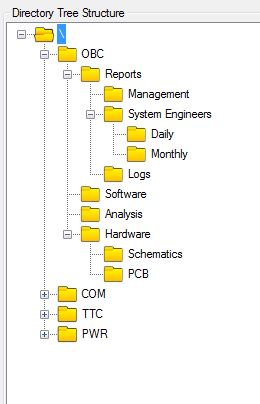 Directory Tree Structure
\
OBC
Reports
Management
System Engineers
Daily
Monthly
Logs
Software
Analysis
Hardware
Schematics
PCB
COM
TTC
PWR